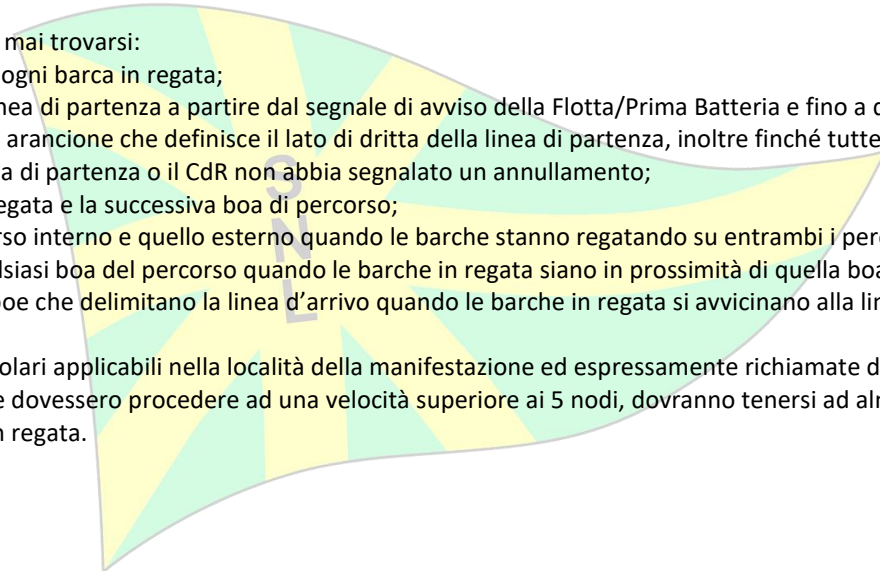 mai trovarsi:
ogni barca in regata;
nea di partenza a partire dal segnale di avviso della Flotta/Prima Batteria e fino a
arancione che definisce il lato di dritta della linea di partenza, inoltre finché tutte
a di partenza o il CdR non abbia segnalato un annullamento;
egata e la successiva boa di percorso;
rso interno e quello esterno quando le barche stanno regatando su entrambi i per
lsiasi boa del percorso quando le barche in regata siano in prossimità di quella boa
boe che delimitano la linea d’arrivo quando le barche in regata si avvicinano alla lin
olari applicabili nella località della manifestazione ed espressamente richiamate d
e dovessero procedere ad una velocità superiore ai 5 nodi, dovranno tenersi ad alm
n regata.
S
N
L